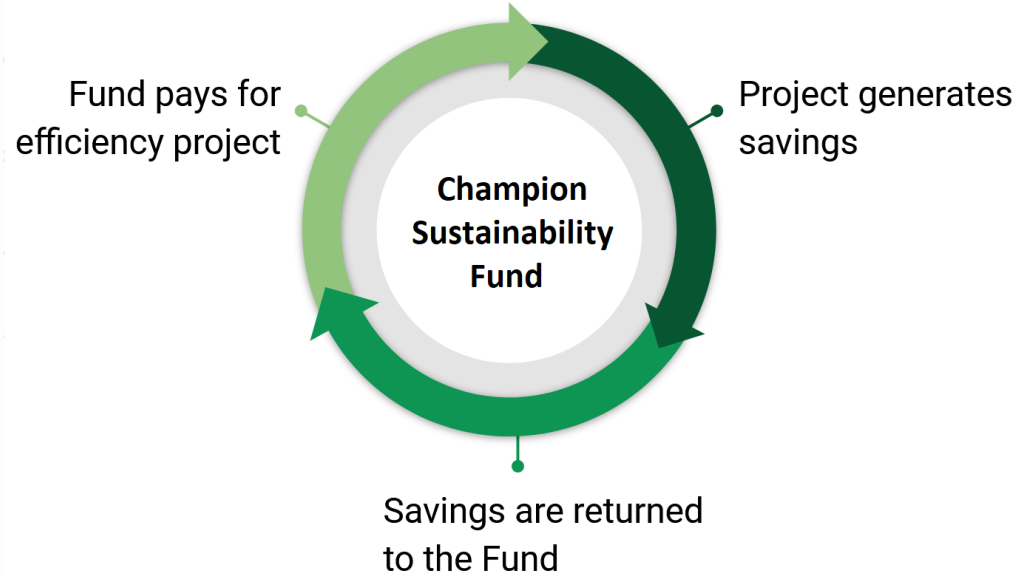 Fund pays for
efficiency project
Project generates
savings
Champion
Sustainability
Fund
Savings are returned
to the Fund